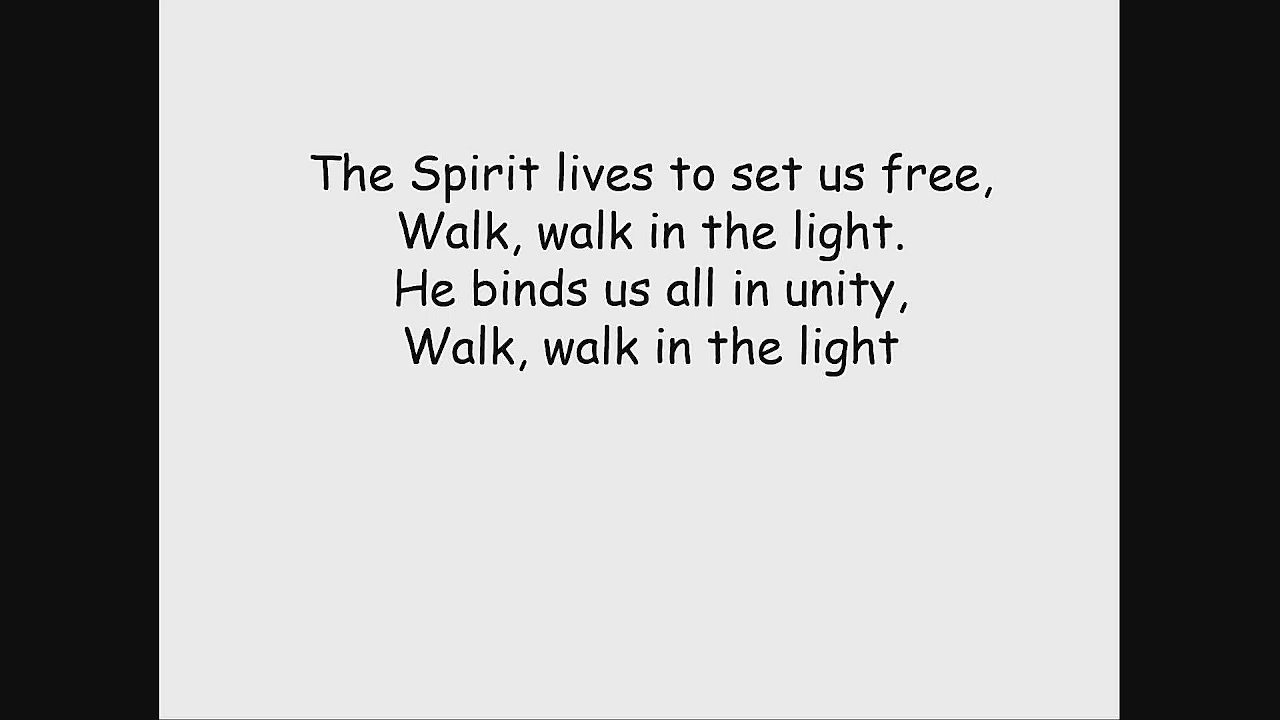 The Spirit lives to set us free,
Walk, walk in the light.
He binds us all in unity,
Walk, walk in the light